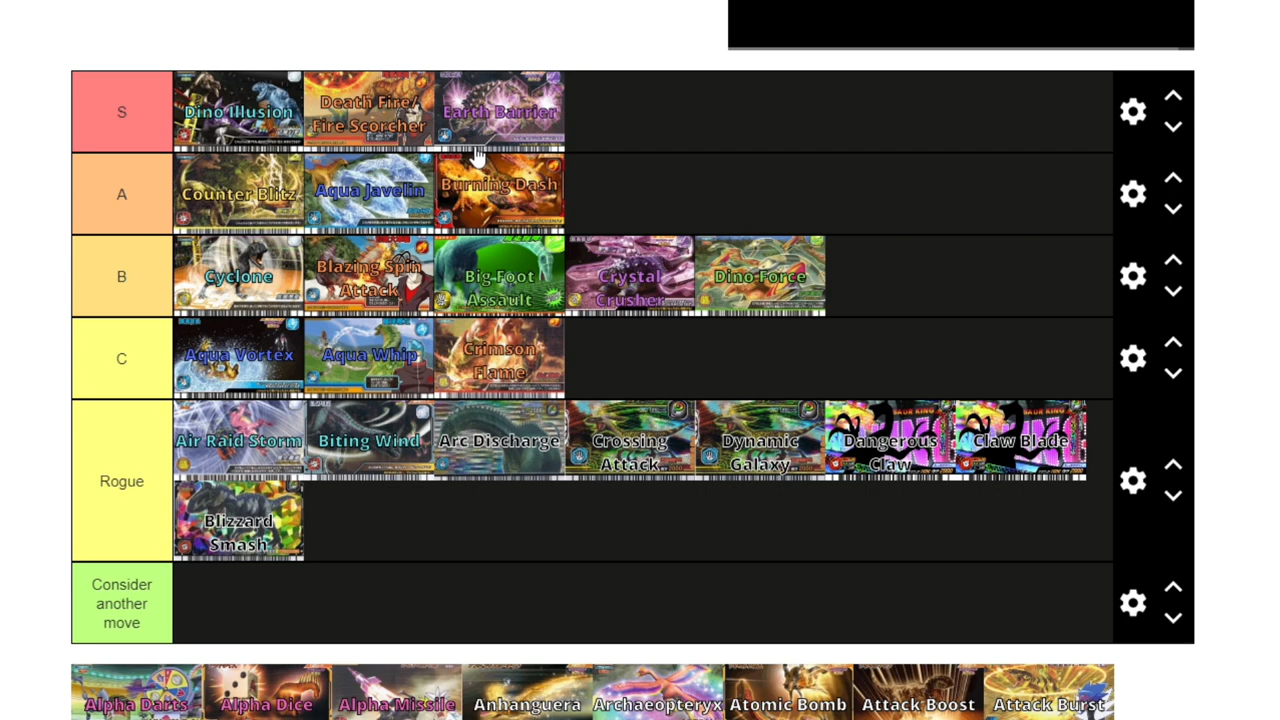 S
Dino Illusion
Death Fire/
Fire Scorcher
Earth Barrier
A
Counter Blitz
Aqua Javelin
Burning Dash
B
Cyclone
Blazing Spin
Attack
Big Foot
Assault
Crystal
Crusher
Dino Force
C
Aqua Vortex
Aqua Whip
Crimson
Flame
Rogue
Air Raid Storm
Biting Wind
Arc Discharge
Crossing
Attack
Dynamic
Galaxy
Dangerous
Claw
Claw Blade
Blizzard
Smash
Consider
another
move
Alpha Darts
Alpha Dice
Alpha Missile
Anhanguera
Archaeopteryx
Atomic Bomb
Attack Boost
Attack Burst